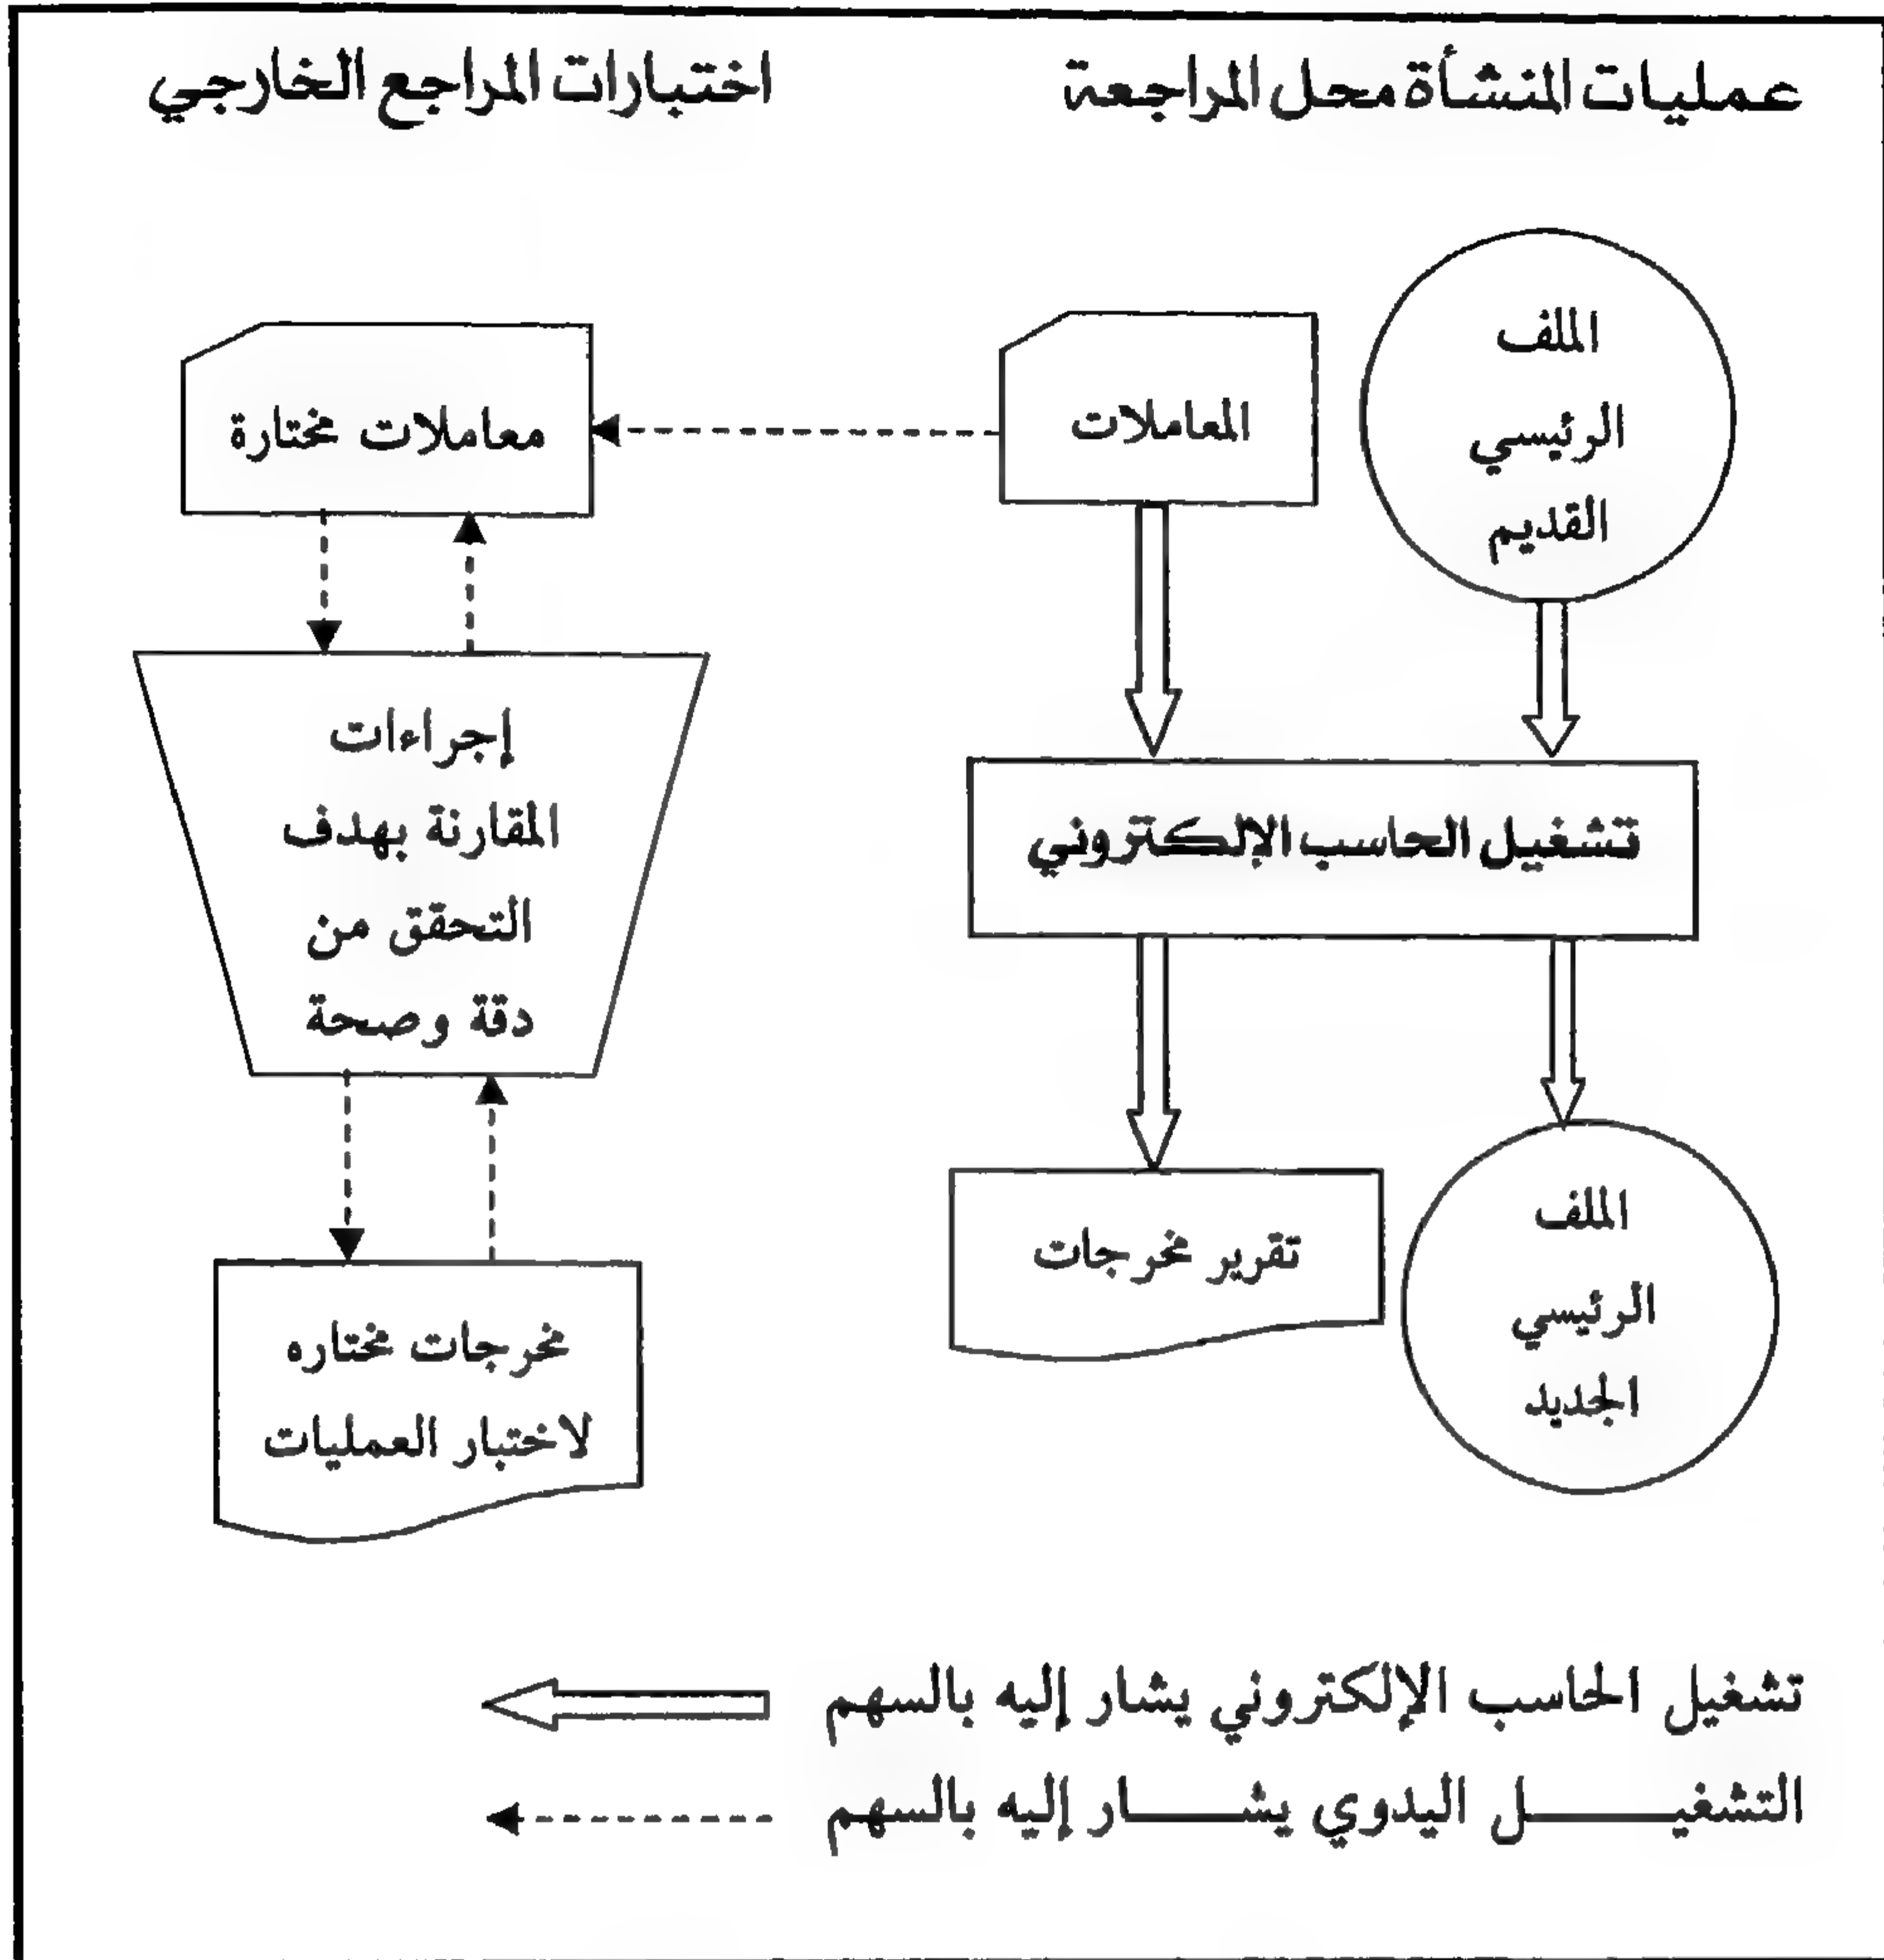 عمليات المنشأة محل المراجعة
اختبارات المراجع الخارجي
الملف
الرئيسي
القديم
المعاملات
معاملات مختارة
تشغيل الحاسب الإلكتروني
إجراءات
المقارنة بهدف
التحقق من
دقة وصحة
الملف
الرئيسي
الجديد
تقرير مخرجات
مخرجات مختاره
لاختبار العمليات
تشغيل الحاسب الإلكتروني يشار إليه بالسهم
التشغيـــــل اليدوي يشـــــار إليه بالسهم